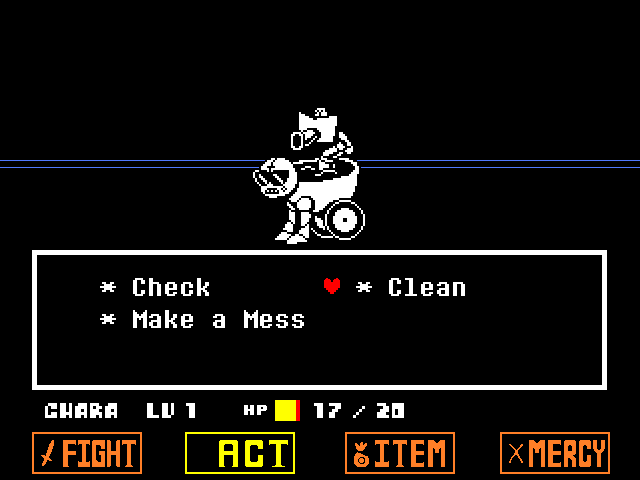 * Check * Clean
* Make a Mess
CHARA LV 1 HP 17 / 20
FIGHT ACT ITEM MERCY